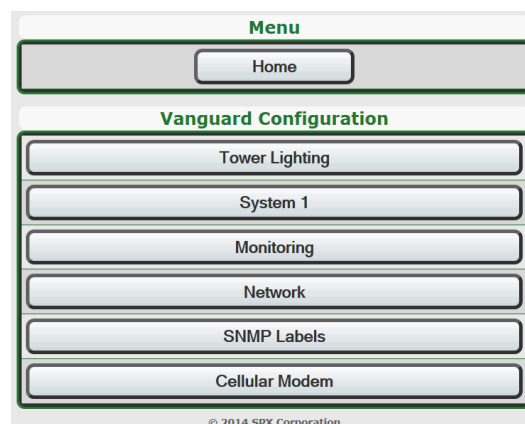 Menu
Home
Vanguard Configuration
Tower Lighting
System 1
Monitoring
Network
SNMP Labels
Cellular Modem
© 2014 SPX Corporation